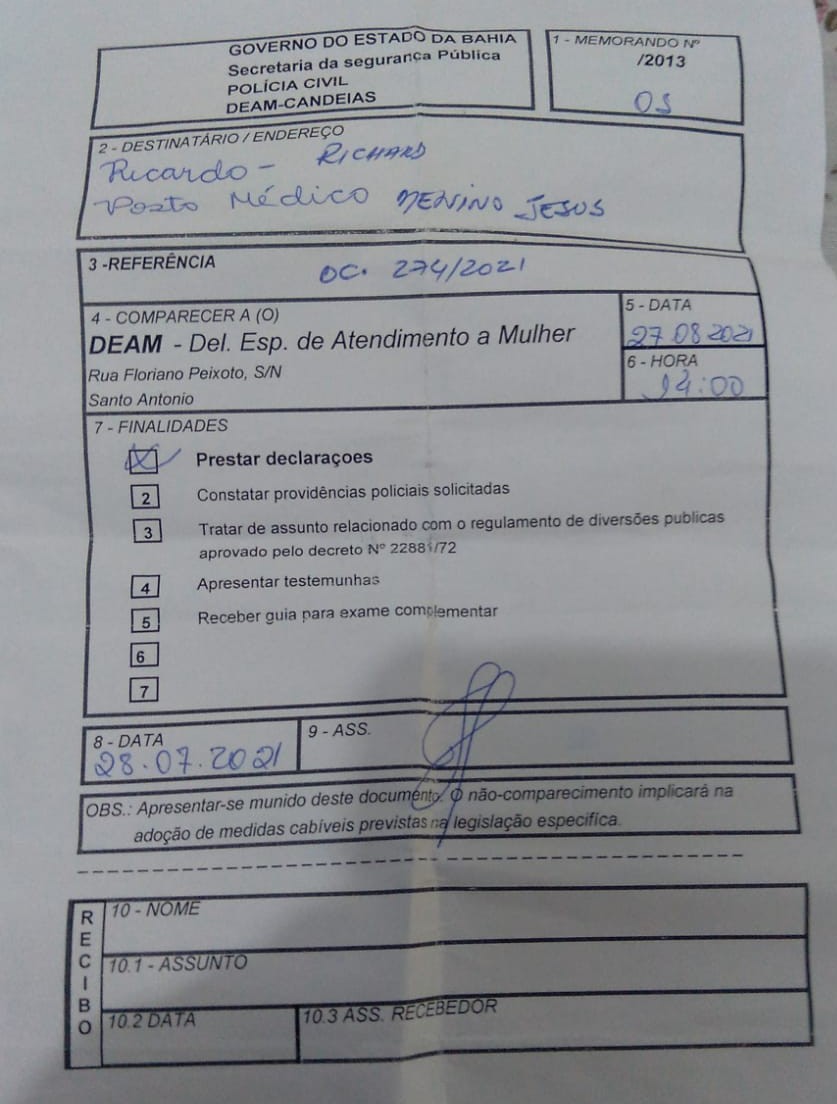 GOVERNO DO ESTADO DA BAHIA
Secretaria da segurança Pública
POLÍCIA CIVIL
DEAM-CANDEIAS
1 - MEMORANDO Nº
/2013
05
2 - DESTINATÁRIO / ENDEREÇO
Ricardo - RICHARD
Posto Médico MENINO JESUS
3 -REFERÊNCIA
OC. 274/2021
4 - COMPARECER A (O)
DEAM - Del. Esp. de Atendimento a Mulher
Rua Floriano Peixoto, S/N
Santo Antonio
5 - DATA
27 08 2021
6 - HORA
14:00
7 - FINALIDADES
Prestar declaraçoes
2 Constatar providências policiais solicitadas
3 Tratar de assunto relacionado com o regulamento de diversões publicas
aprovado pelo decreto Nº 22881/72
4 Apresentar testemunhas
5 Receber guia para exame complementar
6
7
8 - DATA
28.07.2021
9 - ASS.
OBS.: Apresentar-se munido deste documento. O não-comparecimento implicará na
adoção de medidas cabíveis previstas na legislação especifica.
RECIBO
10 - NOME
10.1 - ASSUNTO
10.2 DATA
10.3 ASS. RECEBEDOR